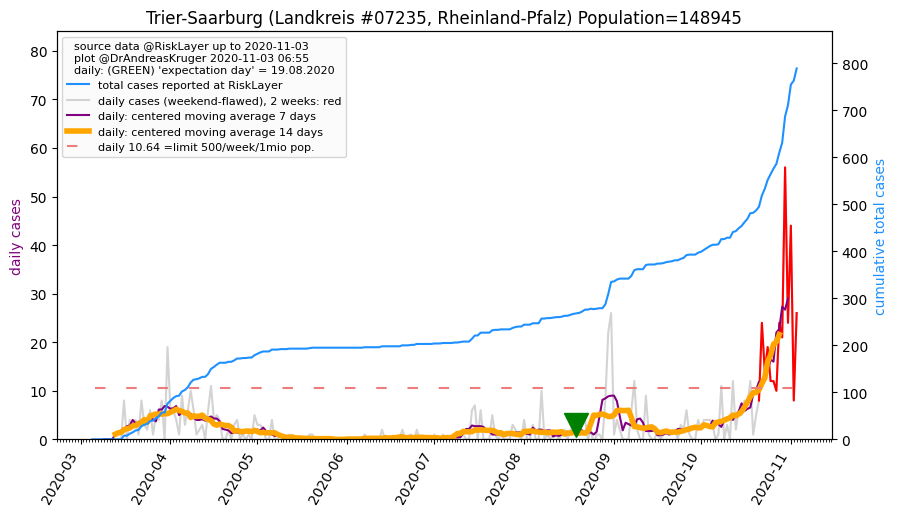 Trier-Saarburg (Landkreis #07235, Rheinland-Pfalz) Population=148945
source data @RiskLayer up to 2020-11-03
plot @DrAndreasKruger 2020-11-03 06:55
daily: (GREEN) 'expectation day' = 19.08.2020
total cases reported at RiskLayer
daily cases (weekend-flawed), 2 weeks: red
daily: centered moving average 7 days
daily: centered moving average 14 days
daily 10.64 =limit 500/week/1mio pop.
daily cases
80
70
60
50
40
30
20
10
0
cumulative total cases
800
700
600
500
400
300
200
100
0
2020-03
2020-04
2020-05
2020-06
2020-07
2020-08
2020-09
2020-10
2020-11